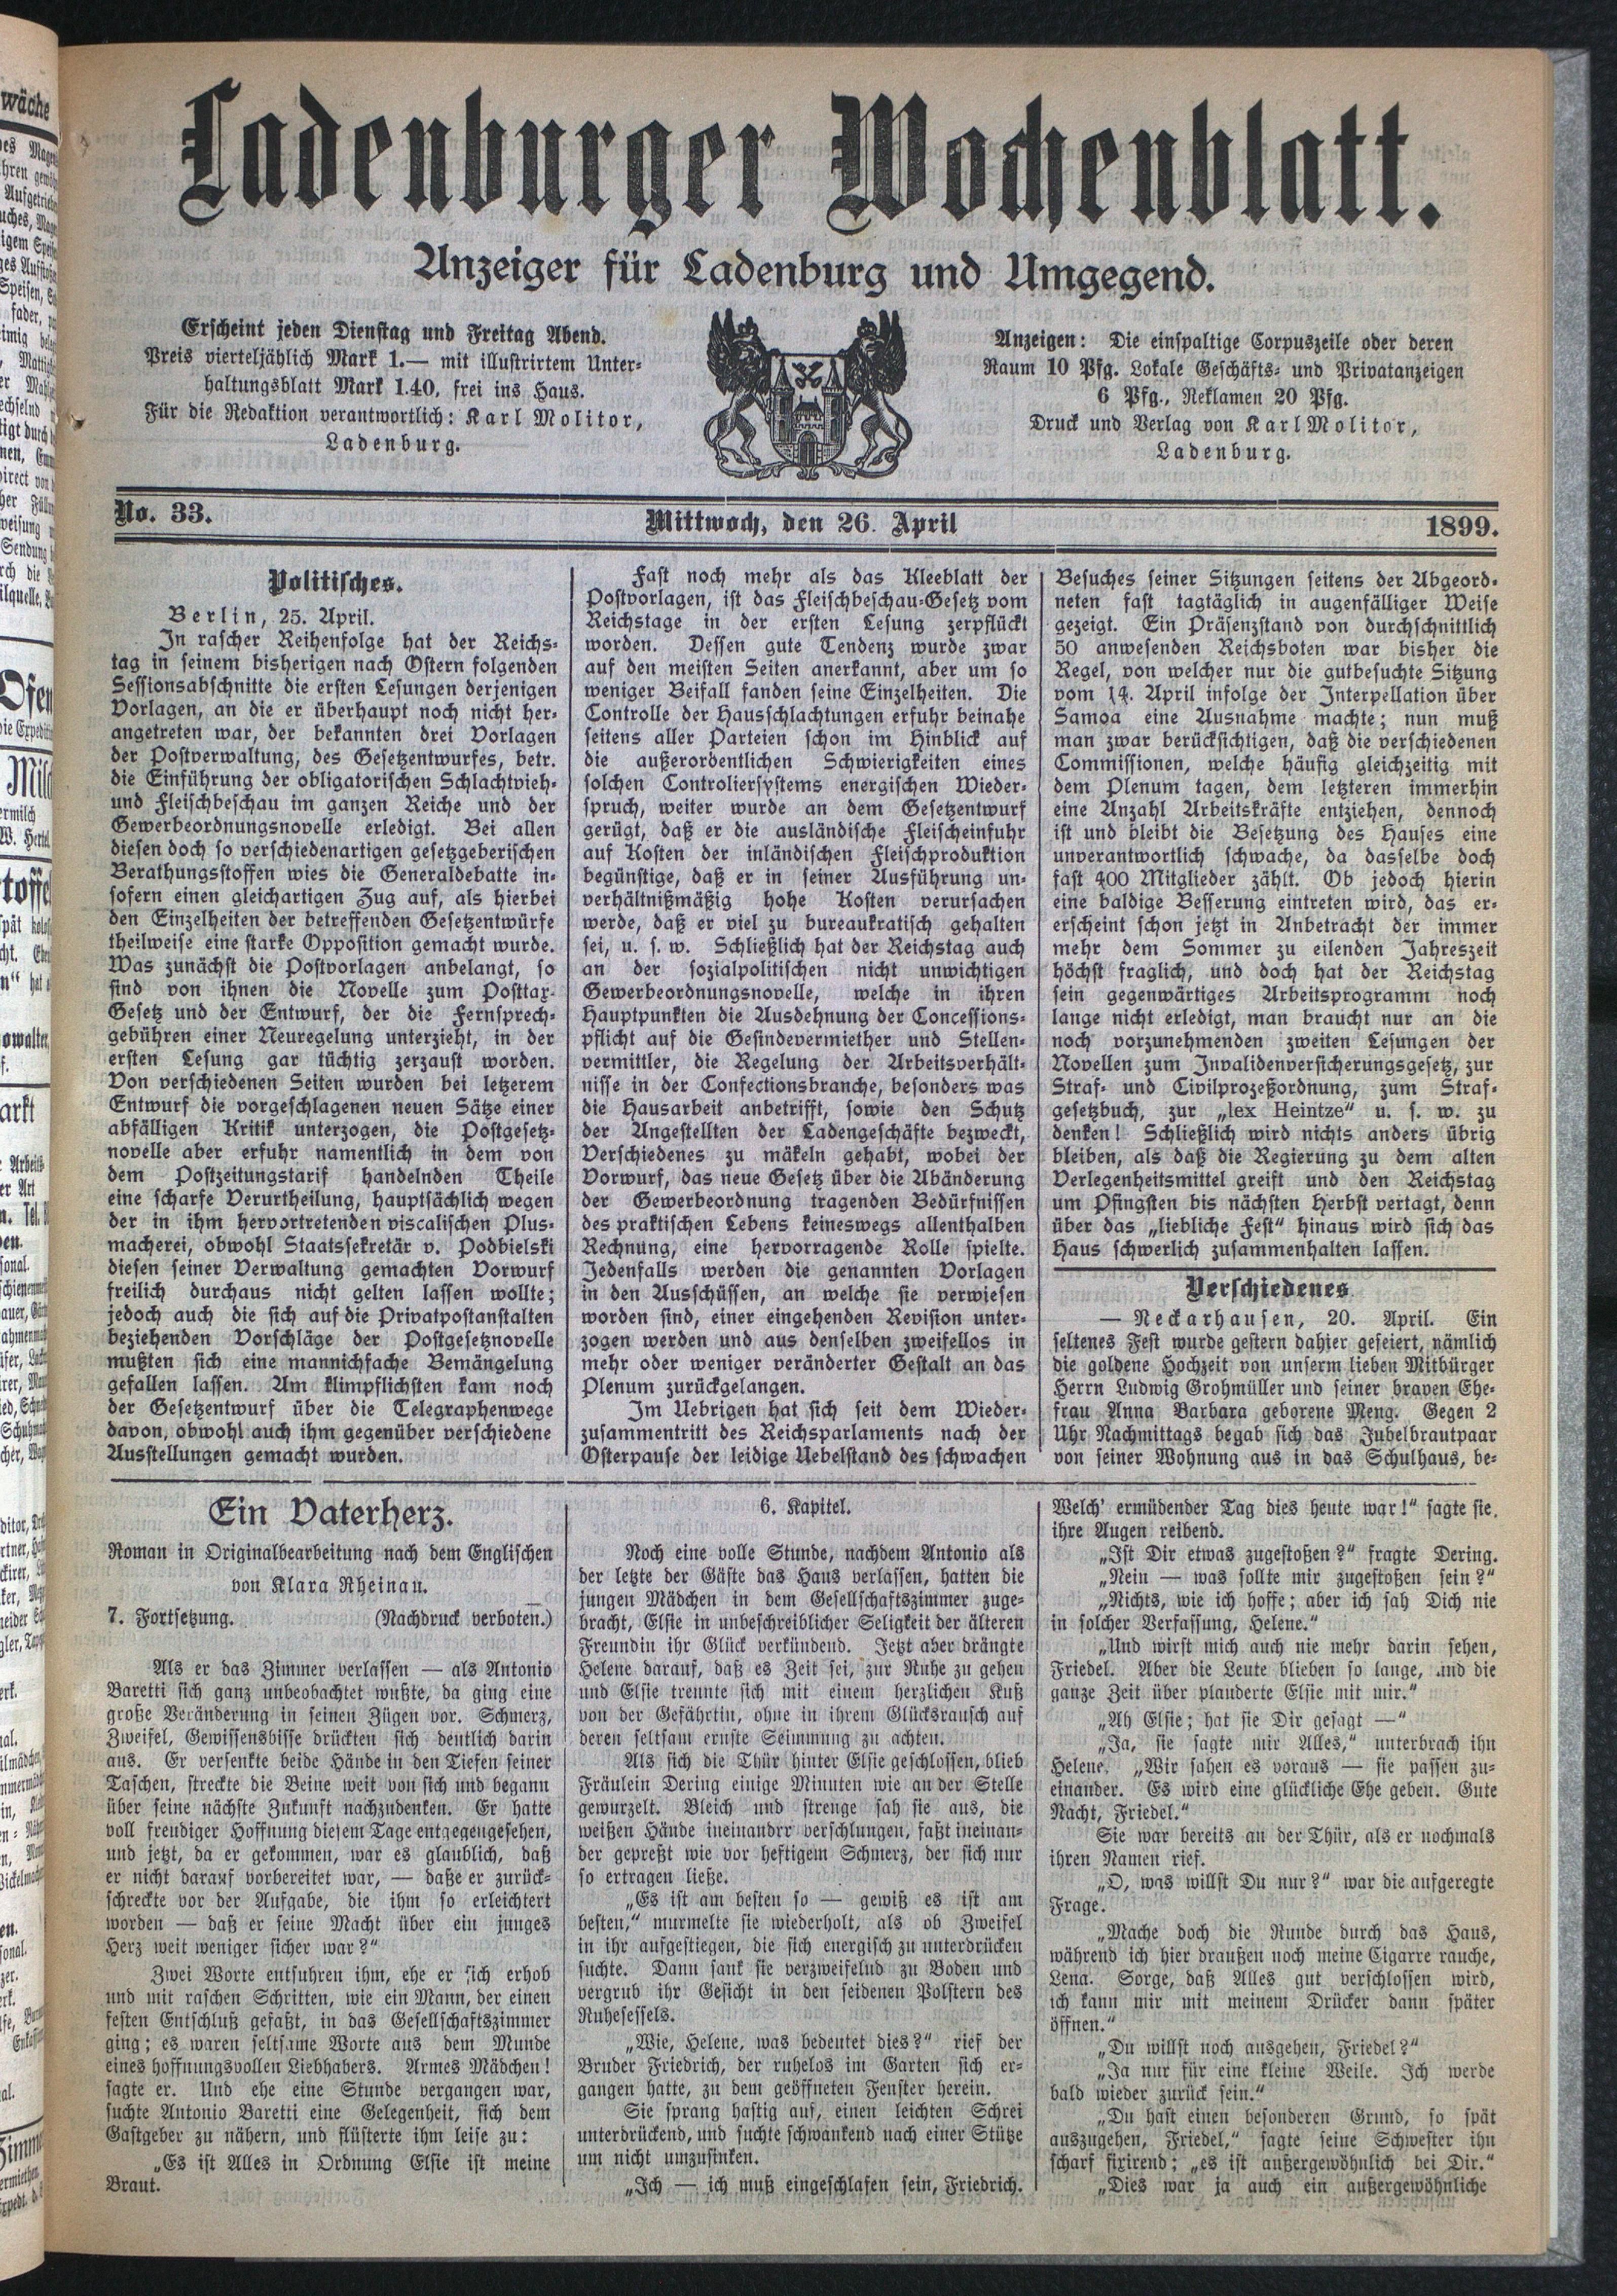 Ladenburger Wochenblatt.
Anzeiger für Ladenburg und Umgegend.
Erscheint jeden Dienstag und Freitag Abend.
Preis vierteljählich Mark 1.— mit illustrirtem Unter-
haltungsblatt Mark 1.40, frei ins Haus.
Für die Redaktion verantwortlich: Karl Molitor,
Ladenburg.
Anzeigen: Die einspaltige Corpuszeile oder deren
Raum 10 Pfg. Lokale Geschäfts- und Privatanzeigen
6 Pfg., Reklamen 20 Pfg.
Druck und Verlag von Karl Molitor,
Ladenburg.
No. 33.
Mittwoch, den 26. April
1899.
Politisches.
Berlin, 25. April.
In rascher Reihenfolge hat der Reichs-
tag in seinem bisherigen nach Ostern folgenden
Sessionsabschnitte die ersten Lesungen derjenigen
Vorlagen, an die er überhaupt noch nicht her-
angetreten war, der bekannten drei Vorlagen
der Postverwaltung, des Gesetzentwurfes, betr.
die Einführung der obligatorischen Schlachtvieh-
und Fleischbeschau im ganzen Reiche und der
Gewerbeordnungsnovelle erledigt. Bei allen
diesen doch so verschiedenartigen gesetzgeberischen
Berathungsstoffen wies die Generaldebatte in-
sofern einen gleichartigen Zug auf, als hierbei
den Einzelheiten der betreffenden Gesetzentwürfe
theilweise eine starke Opposition gemacht wurde.
Was zunächst die Postvorlagen anbelangt, so
sind von ihnen die Novelle zum Posttax-
Gesetz und der Entwurf, der die Fernsprech-
gebühren einer Neuregelung unterzieht, in der
ersten Lesung gar tüchtig zerzaust worden.
Von verschiedenen Seiten wurden bei letzerem
Entwurf die vorgeschlagenen neuen Sätze einer
abfälligen Kritik unterzogen, die Postgesetz-
novelle aber erfuhr namentlich in dem von
dem Postzeitungstarif handelnden Theile
eine scharfe Verurtheilung, hauptsächlich wegen
der in ihm hervortretenden viscalischen Plus-
macherei, obwohl Staatssekretär v. Podbielski
diesen seiner Verwaltung gemachten Vorwurf
freilich durchaus nicht gelten lassen wollte;
jedoch auch die sich auf die Privatpostanstalten
beziehenden Vorschläge der Postgesetznovelle
mußten sich eine mannichfache Bemängelung
gefallen lassen. Am klimpflichsten kam noch
der Gesetzentwurf über die Telegraphenwege
davon, obwohl auch ihm gegenüber verschiedene
Ausstellungen gemacht wurden.
Fast noch mehr als das Kleeblatt der
Postvorlagen, ist das Fleischbeschau-Gesetz vom
Reichstage in der ersten Lesung zerpflückt
worden. Dessen gute Tendenz wurde zwar
auf den meisten Seiten anerkannt, aber um so
weniger Beifall fanden seine Einzelheiten. Die
Controlle der Hausschlachtungen erfuhr beinahe
seitens aller Parteien schon im Hinblick auf
die außerordentlichen Schwierigkeiten eines
solchen Controliersystems energischen Wieder-
spruch, weiter wurde an dem Gesetzentwurf
gerügt, daß er die ausländische Fleischeinfuhr
auf Kosten der inländischen Fleischproduktion
begünstige, daß er in seiner Ausführung un-
verhältnißmäßig hohe Kosten verursachen
werde, daß er viel zu bureaukratisch gehalten
sei, u. s. w. Schließlich hat der Reichstag auch
an der sozialpolitischen nicht unwichtigen
Gewerbeordnungsnovelle, welche in ihren
Hauptpunkten die Ausdehnung der Concessions-
pflicht auf die Gesindevermiether und Stellen-
vermittler, die Regelung der Arbeitsverhält-
nisse in der Confectionsbranche, besonders was
die Hausarbeit anbetrifft, sowie den Schutz
der Angestellten der Ladengeschäfte bezweckt,
Verschiedenes zu mäkeln gehabt, wobei der
Vorwurf, das neue Gesetz über die Abänderung
der Gewerbeordnung tragenden Bedürfnissen
des praktischen Lebens keineswegs allenthalben
Rechnung, eine hervorragende Rolle spielte.
Jedenfalls werden die genannten Vorlagen
in den Ausschüssen, an welche sie verwiesen
worden sind, einer eingehenden Revision unter-
zogen werden und aus denselben zweifellos in
mehr oder weniger veränderter Gestalt an das
Plenum zurückgelangen.
Im Uebrigen hat sich seit dem Wieder-
zusammentritt des Reichsparlaments nach der
Osterpause der leidige Uebelstand des schwachen
Besuches seiner Sitzungen seitens der Abgeord-
neten fast tagtäglich in augenfälliger Weise
gezeigt. Ein Präsenzstand von durchschnittlich
50 anwesenden Reichsboten war bisher die
Regel, von welcher nur die gutbesuchte Sitzung
vom 14. April infolge der Interpellation über
Samoa eine Ausnahme machte; nun muß
man zwar berücksichtigen, daß die verschiedenen
Commissionen, welche häufig gleichzeitig mit
dem Plenum tagen, dem letzteren immerhin
eine Anzahl Arbeitskräfte entziehen, dennoch
ist und bleibt die Besetzung des Hauses eine
unverantwortlich schwache, da dasselbe doch
fast 400 Mitglieder zählt. Ob jedoch hierin
eine baldige Besserung eintreten wird, das er-
erscheint schon jetzt in Anbetracht der immer
mehr dem Sommer zu eilenden Jahreszeit
höchst fraglich, und doch hat der Reichstag
sein gegenwärtiges Arbeitsprogramm noch
lange nicht erledigt, man braucht nur an die
noch vorzunehmenden zweiten Lesungen der
Novellen zum Invalidenversicherungsgesetz, zur
Straf- und Civilprozeßordnung, zum Straf-
gesetzbuch, zur „lex Heintze“ u. s. w. zu
denken! Schließlich wird nichts anders übrig
bleiben, als daß die Regierung zu dem alten
Verlegenheitsmittel greift und den Reichstag
um Pfingsten bis nächsten Herbst vertagt, denn
über das „liebliche Fest“ hinaus wird sich das
Haus schwerlich zusammenhalten lassen.
Verschiedenes
— Neckarhausen, 20. April. Ein
seltenes Fest wurde gestern dahier gefeiert, nämlich
die goldene Hochzeit von unserm lieben Mitbürger
Herrn Ludwig Grohmüller und seiner braven Ehe-
frau Anna Barbara geborene Meng. Gegen 2
Uhr Nachmittags begab sich das Jubelbrautpaar
von seiner Wohnung aus in das Schulhaus, be-
Ein Vaterherz.
Roman in Originalbearbeitung nach dem Englischen
von Klara Rheinau.
7. Fortsetzung. (Nachdruck verboten.)
Als er das Zimmer verlassen — als Antonio
Baretti sich ganz unbeobachtet wußte, da ging eine
große Veränderung in seinen Zügen vor. Schmerz,
Zweifel, Gewissensbisse drückten sich deutlich darin
aus. Er versenkte beide Hände in den Tiefen seiner
Taschen, streckte die Beine weit von sich und begann
über seine nächste Zukunft nachzudenken. Er hatte
voll freudiger Hoffnung diesem Tage entgegengesehen,
und jetzt, da er gekommen, war es glaublich, daß
er nicht darauf vorbereitet war, — daße er zurück-
schreckte vor der Aufgabe, die ihm so erleichtert
worden — daß er seine Macht über ein junges
Herz weit weniger sicher war?“
Zwei Worte entfuhren ihm, ehe er sich erhob
und mit raschen Schritten, wie ein Mann, der einen
festen Entschluß gefaßt, in das Gesellschaftszimmer
ging; es waren seltsame Worte aus dem Munde
eines hoffnungsvollen Liebhabers. Armes Mädchen!
sagte er. Und ehe eine Stunde vergangen war,
suchte Antonio Baretti eine Gelegenheit, sich dem
Gastgeber zu nähern, und flüsterte ihm leise zu:
„Es ist Alles in Ordnung Elsie ist meine
Braut.
6. Kapitel.
Noch eine volle Stunde, nachdem Antonio als
der letzte der Gäste das Haus verlassen, hatten die
jungen Mädchen in dem Gesellschaftszimmer zuge-
bracht, Elsie in unbeschreiblicher Seligkeit der älteren
Freundin ihr Glück verkündend. Jetzt aber drängte
Helene darauf, daß es Zeit sei, zur Ruhe zu gehen
und Elsie trennte sich mit einem herzlichen Kuß
von der Gefährtin, ohne in ihrem Glücksrausch auf
deren seltsam ernste Seimmung zu achten.
Als sich die Thür hinter Elsie geschlossen, blieb
Fräulein Dering einige Minuten wie an der Stelle
gewurzelt. Bleich und strenge sah sie aus, die
weißen Hände ineinandrr verschlungen, faßt ineinan-
der gepreßt wie vor heftigem Schmerz, der sich nur
so ertragen ließe.
„Es ist am besten so — gewiß es ist am
besten,“ murmelte sie wiederholt, als ob Zweifel
in ihr aufgestiegen, die sich energisch zu unterdrücken
suchte. Dann sank sie verzweifelnd zu Boden und
vergrub ihr Gesicht in den seidenen Polstern des
Ruhesessels.
„Wie, Helene, was bedeutet dies?“ rief der
Bruder Friedrich, der ruhelos im Garten sich er-
gangen hatte, zu dem geöffneten Fenster herein.
Sie sprang hastig auf, einen leichten Schrei
unterdrückend, und suchte schwankend nach einer Stütze
um nicht umzusinken.
„Ich — ich muß eingeschlafen sein, Friedrich.
Welch' ermüdender Tag dies heute war!“ sagte sie,
ihre Augen reibend.
„Ist Dir etwas zugestoßen?“ fragte Dering.
„Nein — was sollte mir zugestoßen sein?“
„Nichts, wie ich hoffe; aber ich sah Dich nie
in solcher Verfassung, Helene.“
„Und wirst mich auch nie mehr darin sehen,
Friedel. Aber die Leute blieben so lange, und die
ganze Zeit über plauderte Elsie mit mir.“
„Ah Elsie; hat sie Dir gesagt —“
„Ja, sie sagte mir Alles,“ unterbrach ihn
Helene. „Wir sahen es voraus — sie passen zu-
einander. Es wird eine glückliche Ehe geben. Gute
Nacht, Friedel.“
Sie war bereits an der Thür, als er nochmals
ihren Namen rief.
„O, was willst Du nur?“ war die aufgeregte
Frage.
„Mache doch die Runde durch das Haus,
während ich hier draußen noch meine Cigarre rauche,
Lena. Sorge, daß Alles gut verschlossen wird,
ich kann mir mit meinem Drücker dann später
öffnen.“
„Du willst noch ausgehen, Friedel?“
„Ja nur für eine kleine Weile. Ich werde
bald wieder zurück sein.“
„Du hast einen besonderen Grund, so spät
auszugehen, Friedel,“ sagte seine Schwester ihn
scharf fixirend; „es ist außergewöhnlich bei Dir.“
„Dies war ja auch ein außergewöhnliche